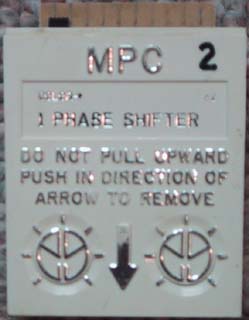 MPC 2
1 PHASE SHIFTER
DO NOT PULL UPWARD
PUSH IN DIRECTION OF
ARROW TO REMOVE